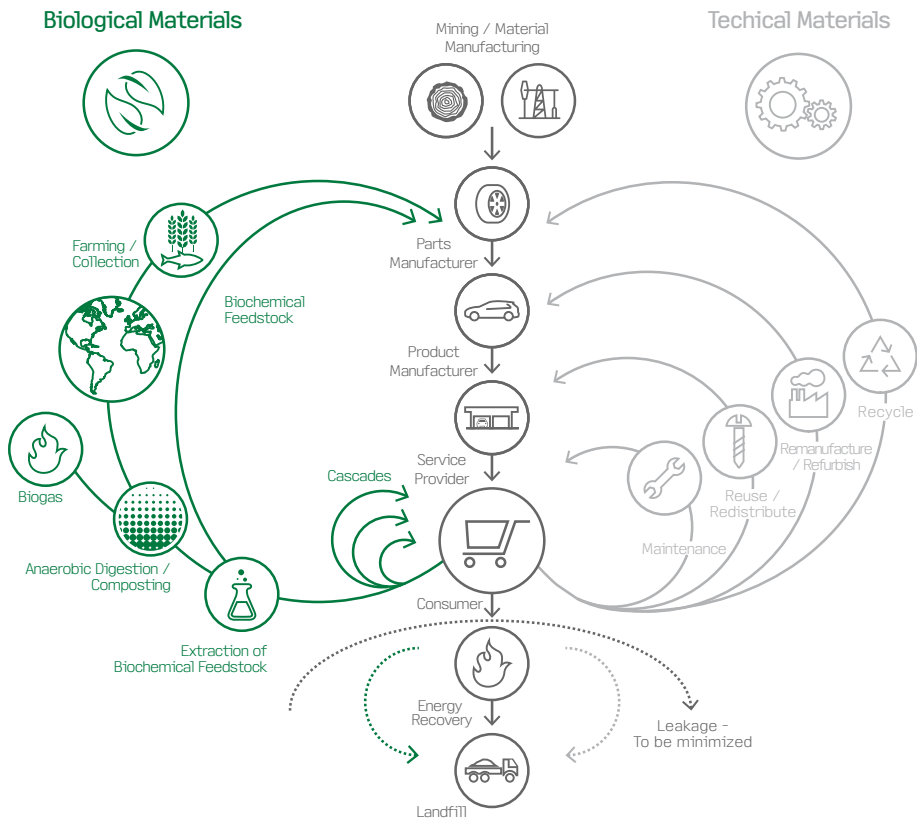 Biological Materials
Mining / Material
Manufacturing
Techical Materials
Farming /
Collection
Parts
Manufacturer
Biochemical
Feedstock
Product
Manufacturer
Recycle
Remanufacture
/ Refurbish
Service
Provider
Cascades
Biogas
Reuse /
Redistribute
Maintenance
Anaerobic Digestion /
Composting
Consumer
Extraction of
Biochemical Feedstock
Energy
Recovery
Leakage -
To be minimized
Landfill